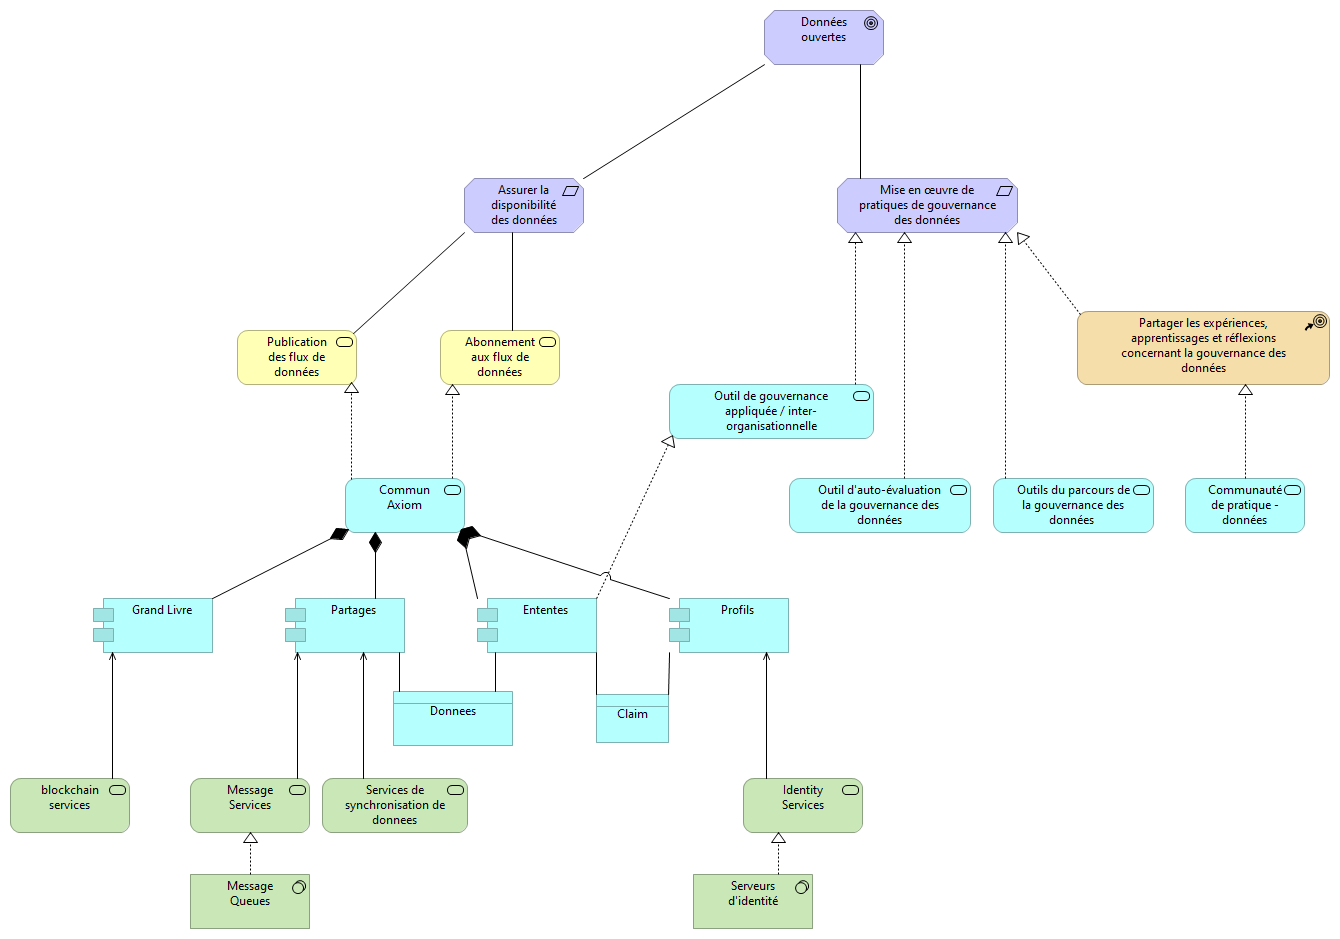 Données
ouvertes
Assurer la
disponibilité
des données
Mise en œuvre de
pratiques de gouvernance
des données
Publication
des flux de
données
Abonnement
aux flux de
données
Partager les expériences,
apprentissages et réflexions
concernant la gouvernance des
données
Outil de gouvernance
appliquée / inter-
organisationnelle
Commun
Axiom
Outil d'auto-évaluation
de la gouvernance des
données
Outils du parcours de
la gouvernance des
données
Communauté
de pratique -
données
Grand Livre
Partages
Ententes
Profils
Donnees
Claim
blockchain
services
Message
Services
Services de
synchronisation de
donnees
Identity
Services
Message
Queues
Serveurs
d'identité